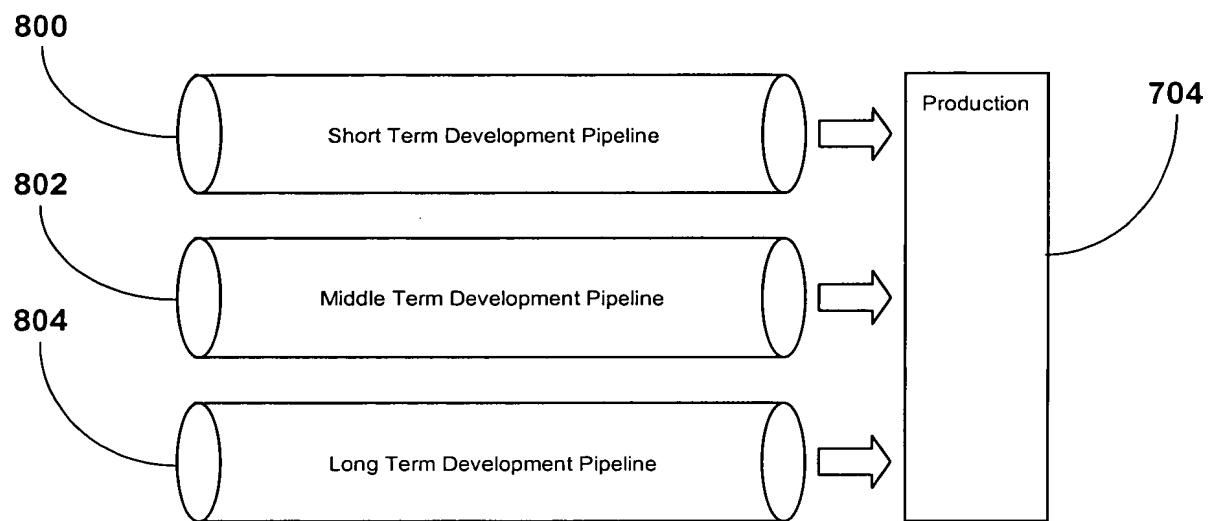 800
Short Term Development Pipeline
Production
704
802
Middle Term Development Pipeline
804
Long Term Development Pipeline